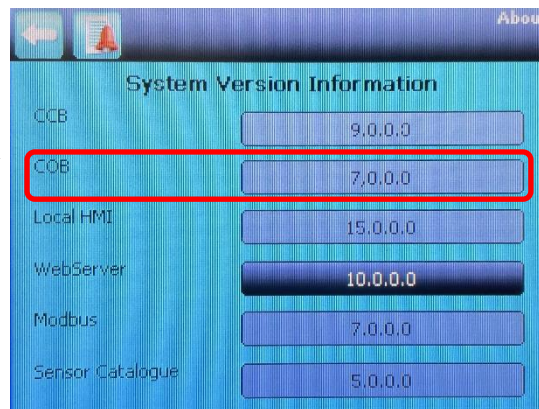 Abou
System Version Information
CCB 9.0.0.0
COB 7,0.0.0
Local HMI 15.0.0.0
WebServer 10.0.0.0
Modbus 7.0.0.0
Sensor Catalogue 5.0.0.0